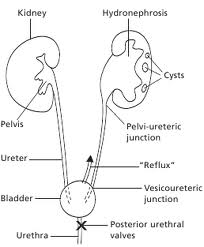 Kidney
Hydronephrosis
Cysts
Pelvis
Pelvi-ureteric
junction
Ureter
"Reflux"
Bladder
Vesicoureteric
junction
Posterior urethral
valves
Urethra